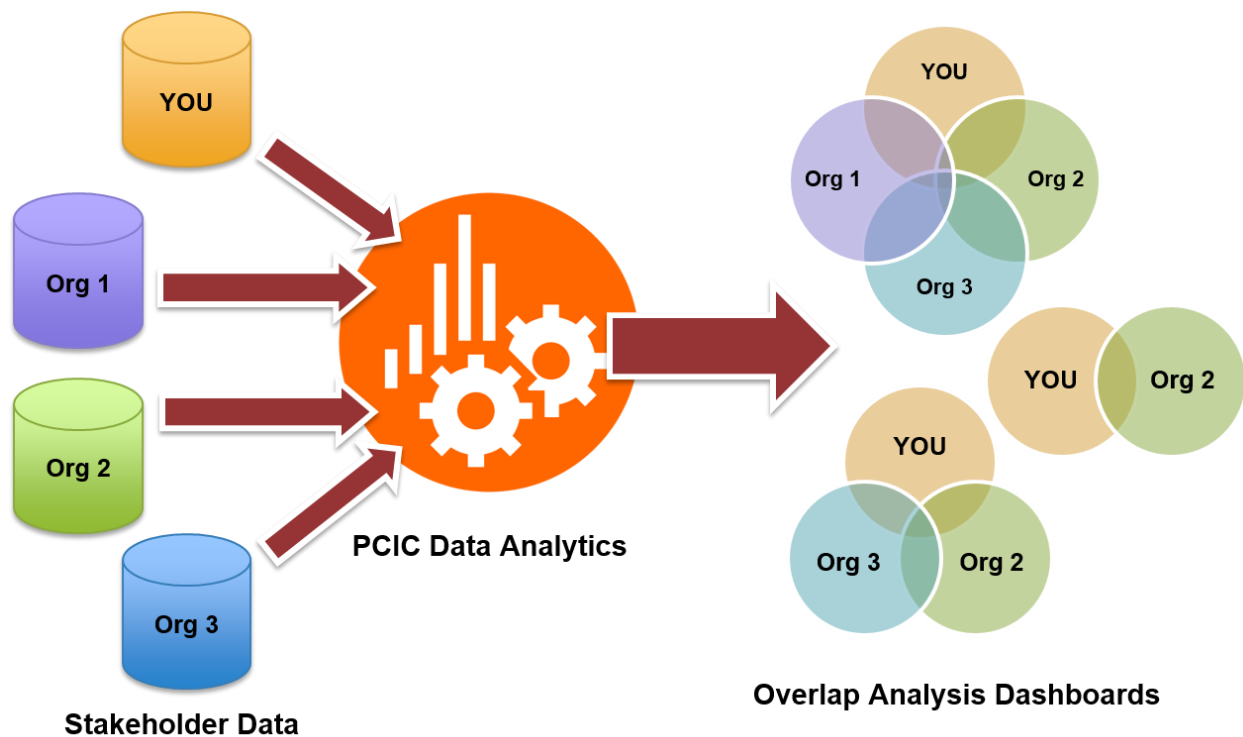 YOU
Org 1
Org 2
Org 3
Stakeholder Data
PCIC Data Analytics
YOU
Org 1
Org 2
Org 3
YOU
Org 2
YOU
Org 3
Org 2
Overlap Analysis Dashboards